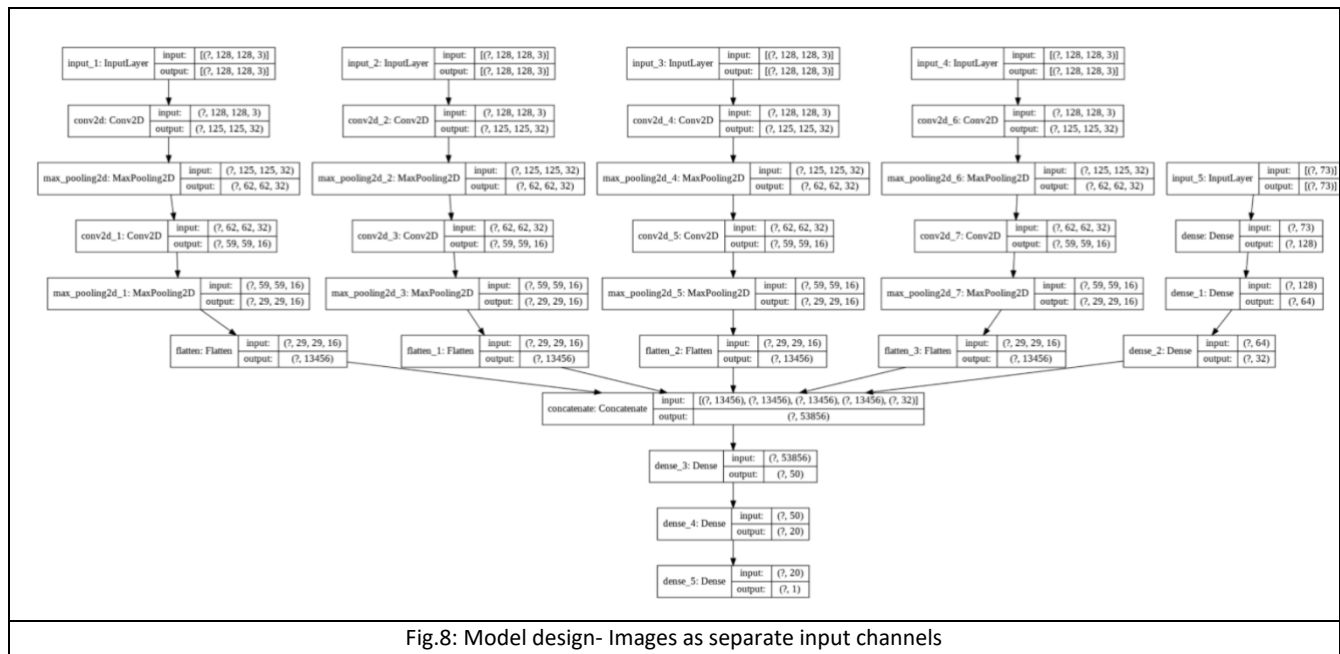 input_1: InputLayer input: [(?, 128, 128, 3)] output: [(?, 128, 128, 3)]
input_2: InputLayer input: [(?, 128, 128, 3)] output: [(?, 128, 128, 3)]
input_3: InputLayer input: [(?, 128, 128, 3)] output: [(?, 128, 128, 3)]
input_4: InputLayer input: [(?, 128, 128, 3)] output: [(?, 128, 128, 3)]
conv2d: Conv2D input: (?, 128, 128, 3) output: (?, 125, 125, 32)
conv2d_2: Conv2D input: (?, 128, 128, 3) output: (?, 125, 125, 32)
conv2d_4: Conv2D input: (?, 128, 128, 3) output: (?, 125, 125, 32)
conv2d_6: Conv2D input: (?, 128, 128, 3) output: (?, 125, 125, 32)
max_pooling2d: MaxPooling2D input: (?, 125, 125, 32) output: (?, 62, 62, 32)
max_pooling2d_2: MaxPooling2D input: (?, 125, 125, 32) output: (?, 62, 62, 32)
max_pooling2d_4: MaxPooling2D input: (?, 125, 125, 32) output: (?, 62, 62, 32)
max_pooling2d_6: MaxPooling2D input: (?, 125, 125, 32) output: (?, 62, 62, 32)
input_5: InputLayer input: [(?, 73)] output: [(?, 73)]
conv2d_1: Conv2D input: (?, 62, 62, 32) output: (?, 59, 59, 16)
conv2d_3: Conv2D input: (?, 62, 62, 32) output: (?, 59, 59, 16)
conv2d_5: Conv2D input: (?, 62, 62, 32) output: (?, 59, 59, 16)
conv2d_7: Conv2D input: (?, 62, 62, 32) output: (?, 59, 59, 16)
dense: Dense input: (?, 73) output: (?, 128)
max_pooling2d_1: MaxPooling2D input: (?, 59, 59, 16) output: (?, 29, 29, 16)
max_pooling2d_3: MaxPooling2D input: (?, 59, 59, 16) output: (?, 29, 29, 16)
max_pooling2d_5: MaxPooling2D input: (?, 59, 59, 16) output: (?, 29, 29, 16)
max_pooling2d_7: MaxPooling2D input: (?, 59, 59, 16) output: (?, 29, 29, 16)
dense_1: Dense input: (?, 128) output: (?, 64)
flatten: Flatten input: (?, 29, 29, 16) output: (?, 13456)
flatten_1: Flatten input: (?, 29, 29, 16) output: (?, 13456)
flatten_2: Flatten input: (?, 29, 29, 16) output: (?, 13456)
flatten_3: Flatten input: (?, 29, 29, 16) output: (?, 13456)
dense_2: Dense input: (?, 64) output: (?, 32)
concatenate: Concatenate input: [(?, 13456), (?, 13456), (?, 13456), (?, 13456), (?, 32)] output: (?, 53856)
dense_3: Dense input: (?, 53856) output: (?, 50)
dense_4: Dense input: (?, 50) output: (?, 20)
dense_5: Dense input: (?, 20) output: (?, 1)
Fig.8: Model design- Images as separate input channels